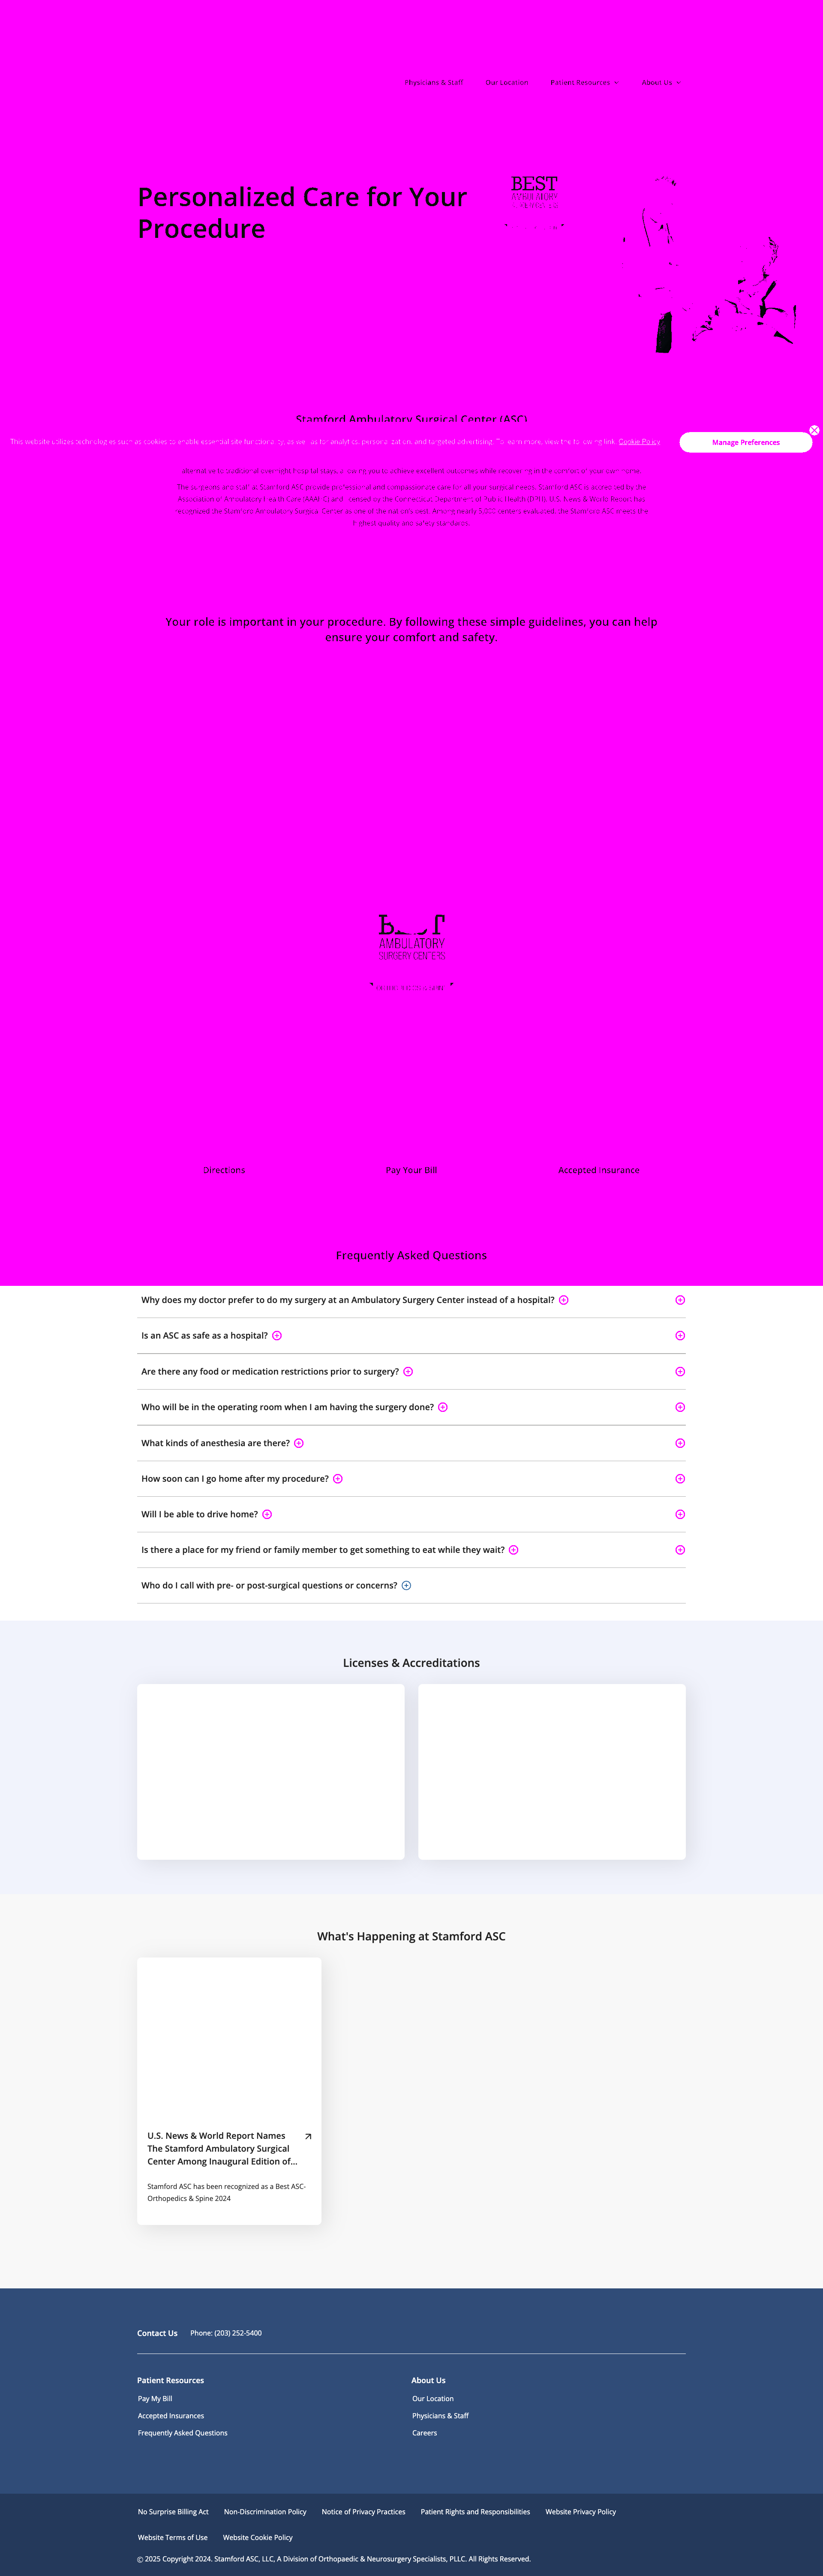 Physicians & Staff
Our Location
Patient Resources
About Us
Personalized Care for Your
Procedure
BEST
AMBULATORY
Stamford Ambulatory Surgical Center (ASC)
This website utilizes technologies such as cookies to enable essential site functionality, as well as for analytics, personalization, and targeted advertising. To learn more, view the following link: Cookie Policy
Manage Preferences
alternative to traditional overnight hospital stays, allowing you to achieve excellent outcomes while recovering in the comfort of your own home.
The surgeons and staff at Stamford ASC provide professional and compassionate care for all your surgical needs. Stamford ASC is accredited by the
Association of Ambulatory Health Care (AAAHC) and licensed by the Connecticut Department of Public Health (DPH). U.S. News & World Report has
recognized the Stamford Ambulatory Surgical Center as one of the nation's best. Among nearly 5,000 centers evaluated, the Stamford ASC meets the
highest quality and safety standards.
Your role is important in your procedure. By following these simple guidelines, you can help
ensure your comfort and safety.
AMBULATORY
SURGERY CENTERS
Directions
Pay Your Bill
Accepted Insurance
Frequently Asked Questions
Why does my doctor prefer to do my surgery at an Ambulatory Surgery Center instead of a hospital?
Is an ASC as safe as a hospital?
Are there any food or medication restrictions prior to surgery?
Who will be in the operating room when I am having the surgery done?
What kinds of anesthesia are there?
How soon can I go home after my procedure?
Will I be able to drive home?
Is there a place for my friend or family member to get something to eat while they wait?
Who do I call with pre- or post-surgical questions or concerns?
Licenses & Accreditations
What's Happening at Stamford ASC
U.S. News & World Report Names
The Stamford Ambulatory Surgical
Center Among Inaugural Edition of...
Stamford ASC has been recognized as a Best ASC-
Orthopedics & Spine 2024
Contact Us
Phone: (203) 252-5400
Patient Resources
Pay My Bill
Accepted Insurances
Frequently Asked Questions
About Us
Our Location
Physicians & Staff
Careers
No Surprise Billing Act
Non-Discrimination Policy
Notice of Privacy Practices
Patient Rights and Responsibilities
Website Privacy Policy
Website Terms of Use
Website Cookie Policy
© 2025 Copyright 2024. Stamford ASC, LLC, A Division of Orthopaedic & Neurosurgery Specialists, PLLC. All Rights Reserved.